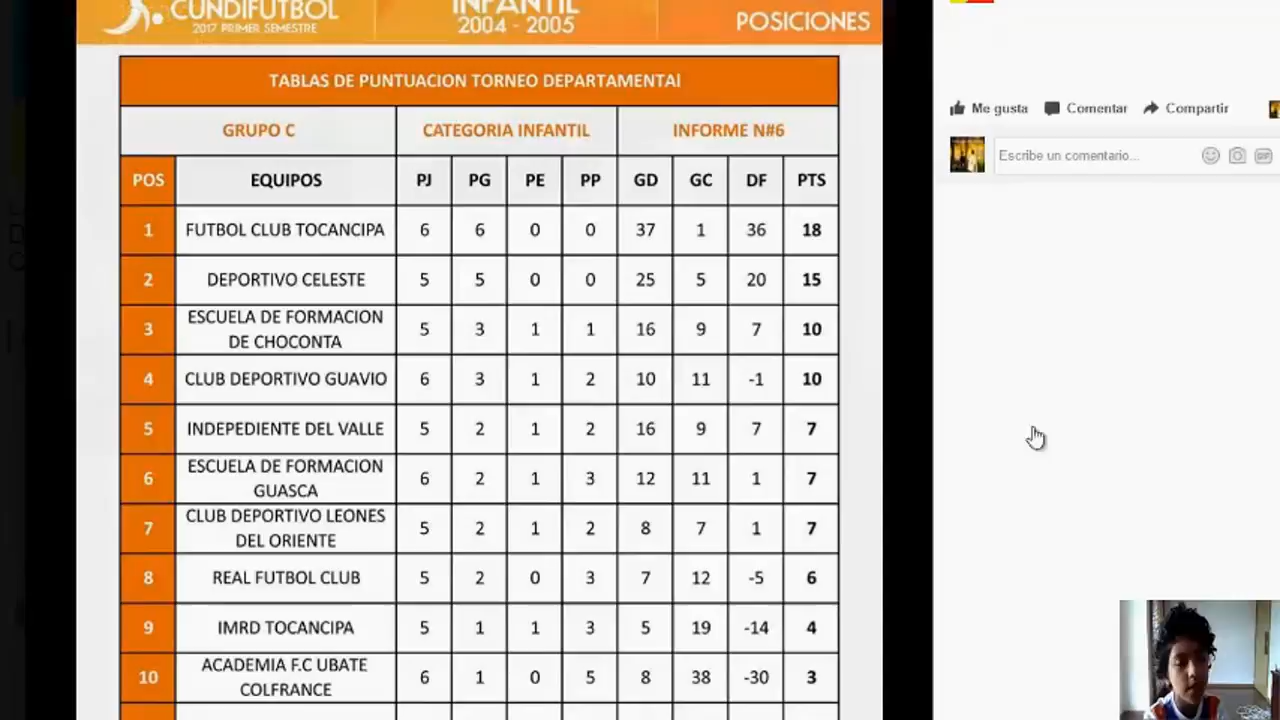 CUNDIFUTBOL
2017 PRIMER SEMESTRE
INFANTIL
2004 - 2005
POSICIONES
TABLAS DE PUNTUACION TORNEO DEPARTAMENTAl
GRUPO C CATEGORIA INFANTIL INFORME N#6
POS EQUIPOS PJ PG PE PP GD GC DF PTS
1 FUTBOL CLUB TOCANCIPA 6 6 0 0 37 1 36 18
2 DEPORTIVO CELESTE 5 5 0 0 25 5 20 15
3 ESCUELA DE FORMACION
DE CHOCONTA 5 3 1 1 16 9 7 10
4 CLUB DEPORTIVO GUAVIO 6 3 1 2 10 11 -1 10
5 INDEPEDIENTE DEL VALLE 5 2 1 2 16 9 7 7
6 ESCUELA DE FORMACION
GUASCA 6 2 1 3 12 11 1 7
7 CLUB DEPORTIVO LEONES
DEL ORIENTE 5 2 1 2 8 7 1 7
8 REAL FUTBOL CLUB 5 2 0 3 7 12 -5 6
9 IMRD TOCANCIPA 5 1 1 3 5 19 -14 4
10 ACADEMIA F.C UBATE
COLFRANCE 6 1 0 5 8 38 -30 3
Me gusta Comentar Compartir
Escribe un comentario...
GIF